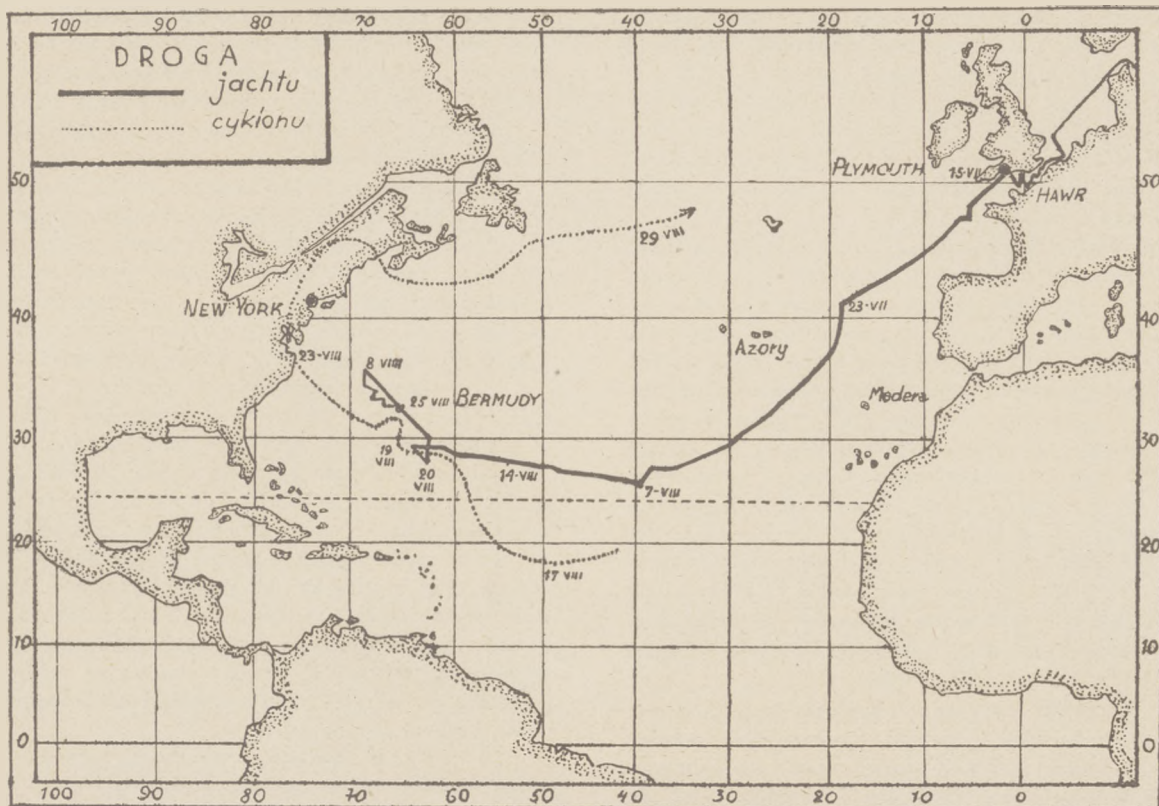 100 90 80 70 60 50 40 30 20 10 0
DROGA
jachtu
cykionu
50
PLYMOUTH
15-VII
50
HAWR
29 VIII
NEW YORK
23-VII
40
40
Azory
23-VIII
8 VIIII
25 VIII BERMUDY
Madera
30
30
19
VIII
20
VIII
14-VIII
7-VIII
20
20
17 VIII
10
10
0
0
100 90 80 70 60 50 40 30 20 10 0